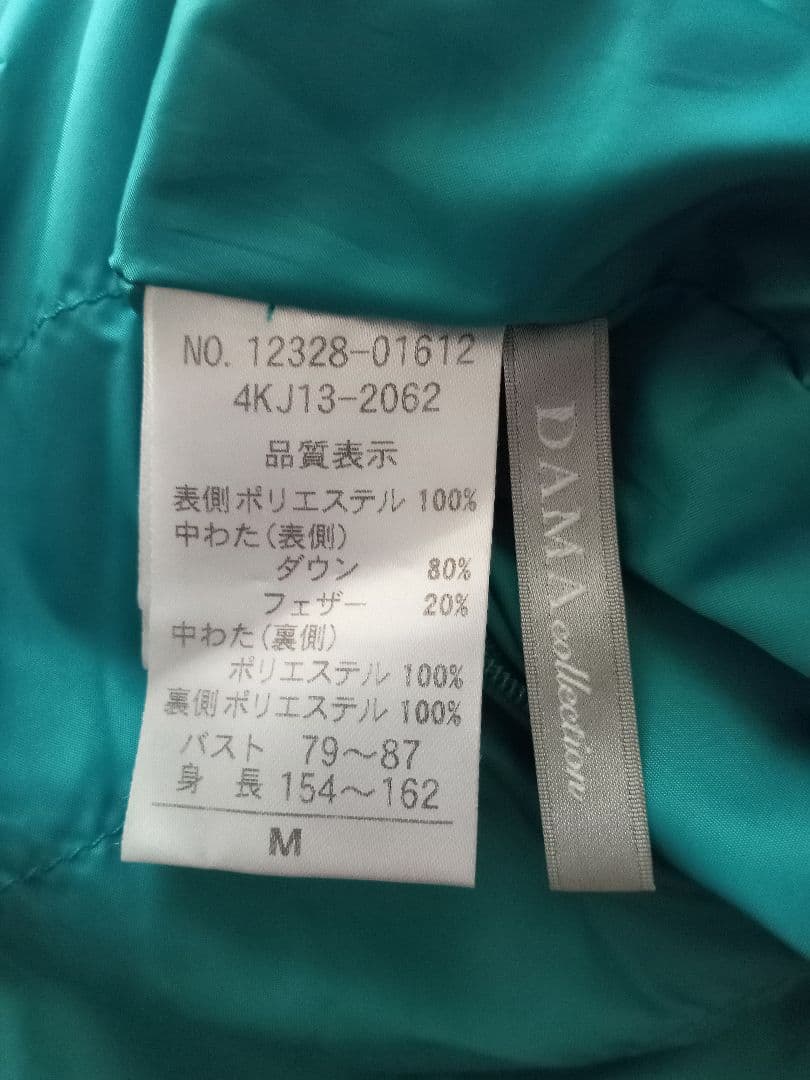 NO. 12328-01612
4KJ13-2062
品質表示
表側 ポリエステル 100%
中わた(表側)
ダウン 80%
フェザー 20%
中わた(裏側)
ポリエステル 100%
裏側 ポリエステル 100%
バスト 79〜87
身 長 154〜162
M
DAMA collection